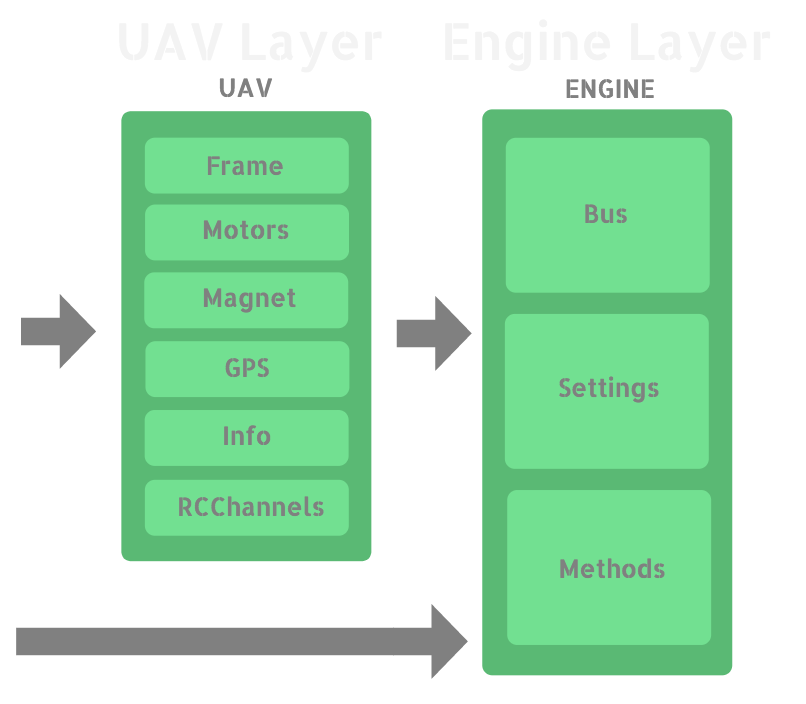 UAV Layer
Engine Layer
UAV
ENGINE
Frame
Motors
Magnet
GPS
Info
RCChannels
Bus
Settings
Methods